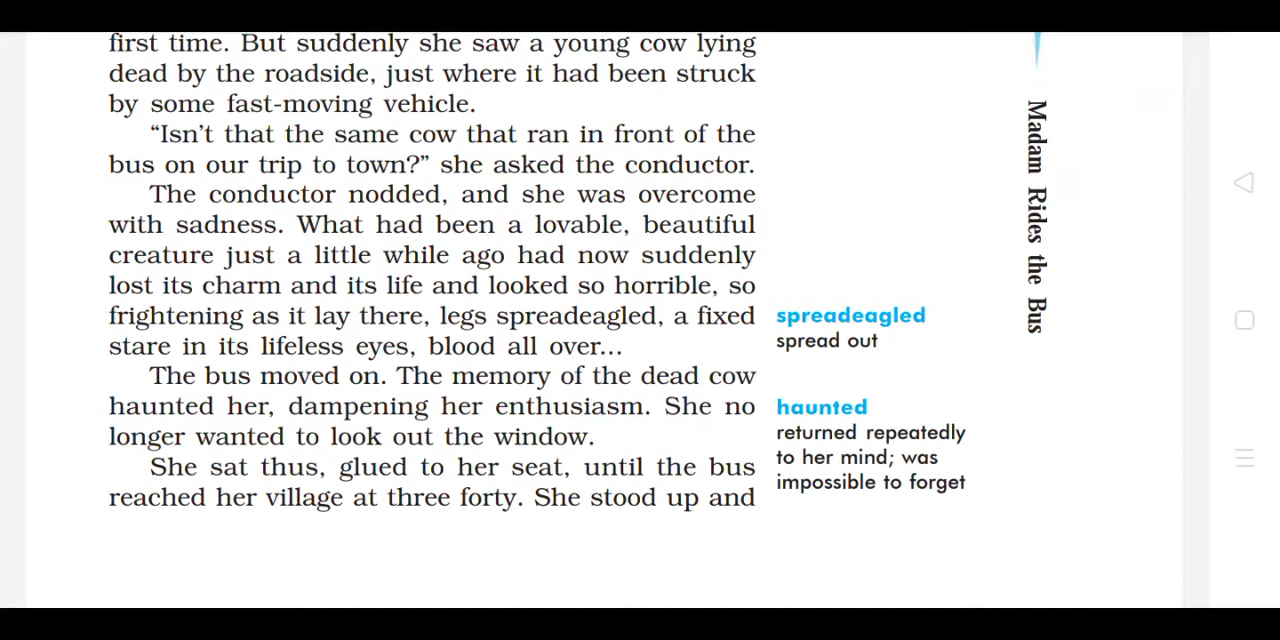 first time. But suddenly she saw a young cow lying
dead by the roadside, just where it had been struck
by some fast-moving vehicle.
“Isn’t that the same cow that ran in front of the
bus on our trip to town?” she asked the conductor.
The conductor nodded, and she was overcome
with sadness. What had been a lovable, beautiful
creature just a little while ago had now suddenly
lost its charm and its life and looked so horrible, so
frightening as it lay there, legs spreadeagled, a fixed
stare in its lifeless eyes, blood all over...
The bus moved on. The memory of the dead cow
haunted her, dampening her enthusiasm. She no
longer wanted to look out the window.
She sat thus, glued to her seat, until the bus
reached her village at three forty. She stood up and
spreadeagled
spread out
haunted
returned repeatedly
to her mind; was
impossible to forget
Madam Rides the Bus